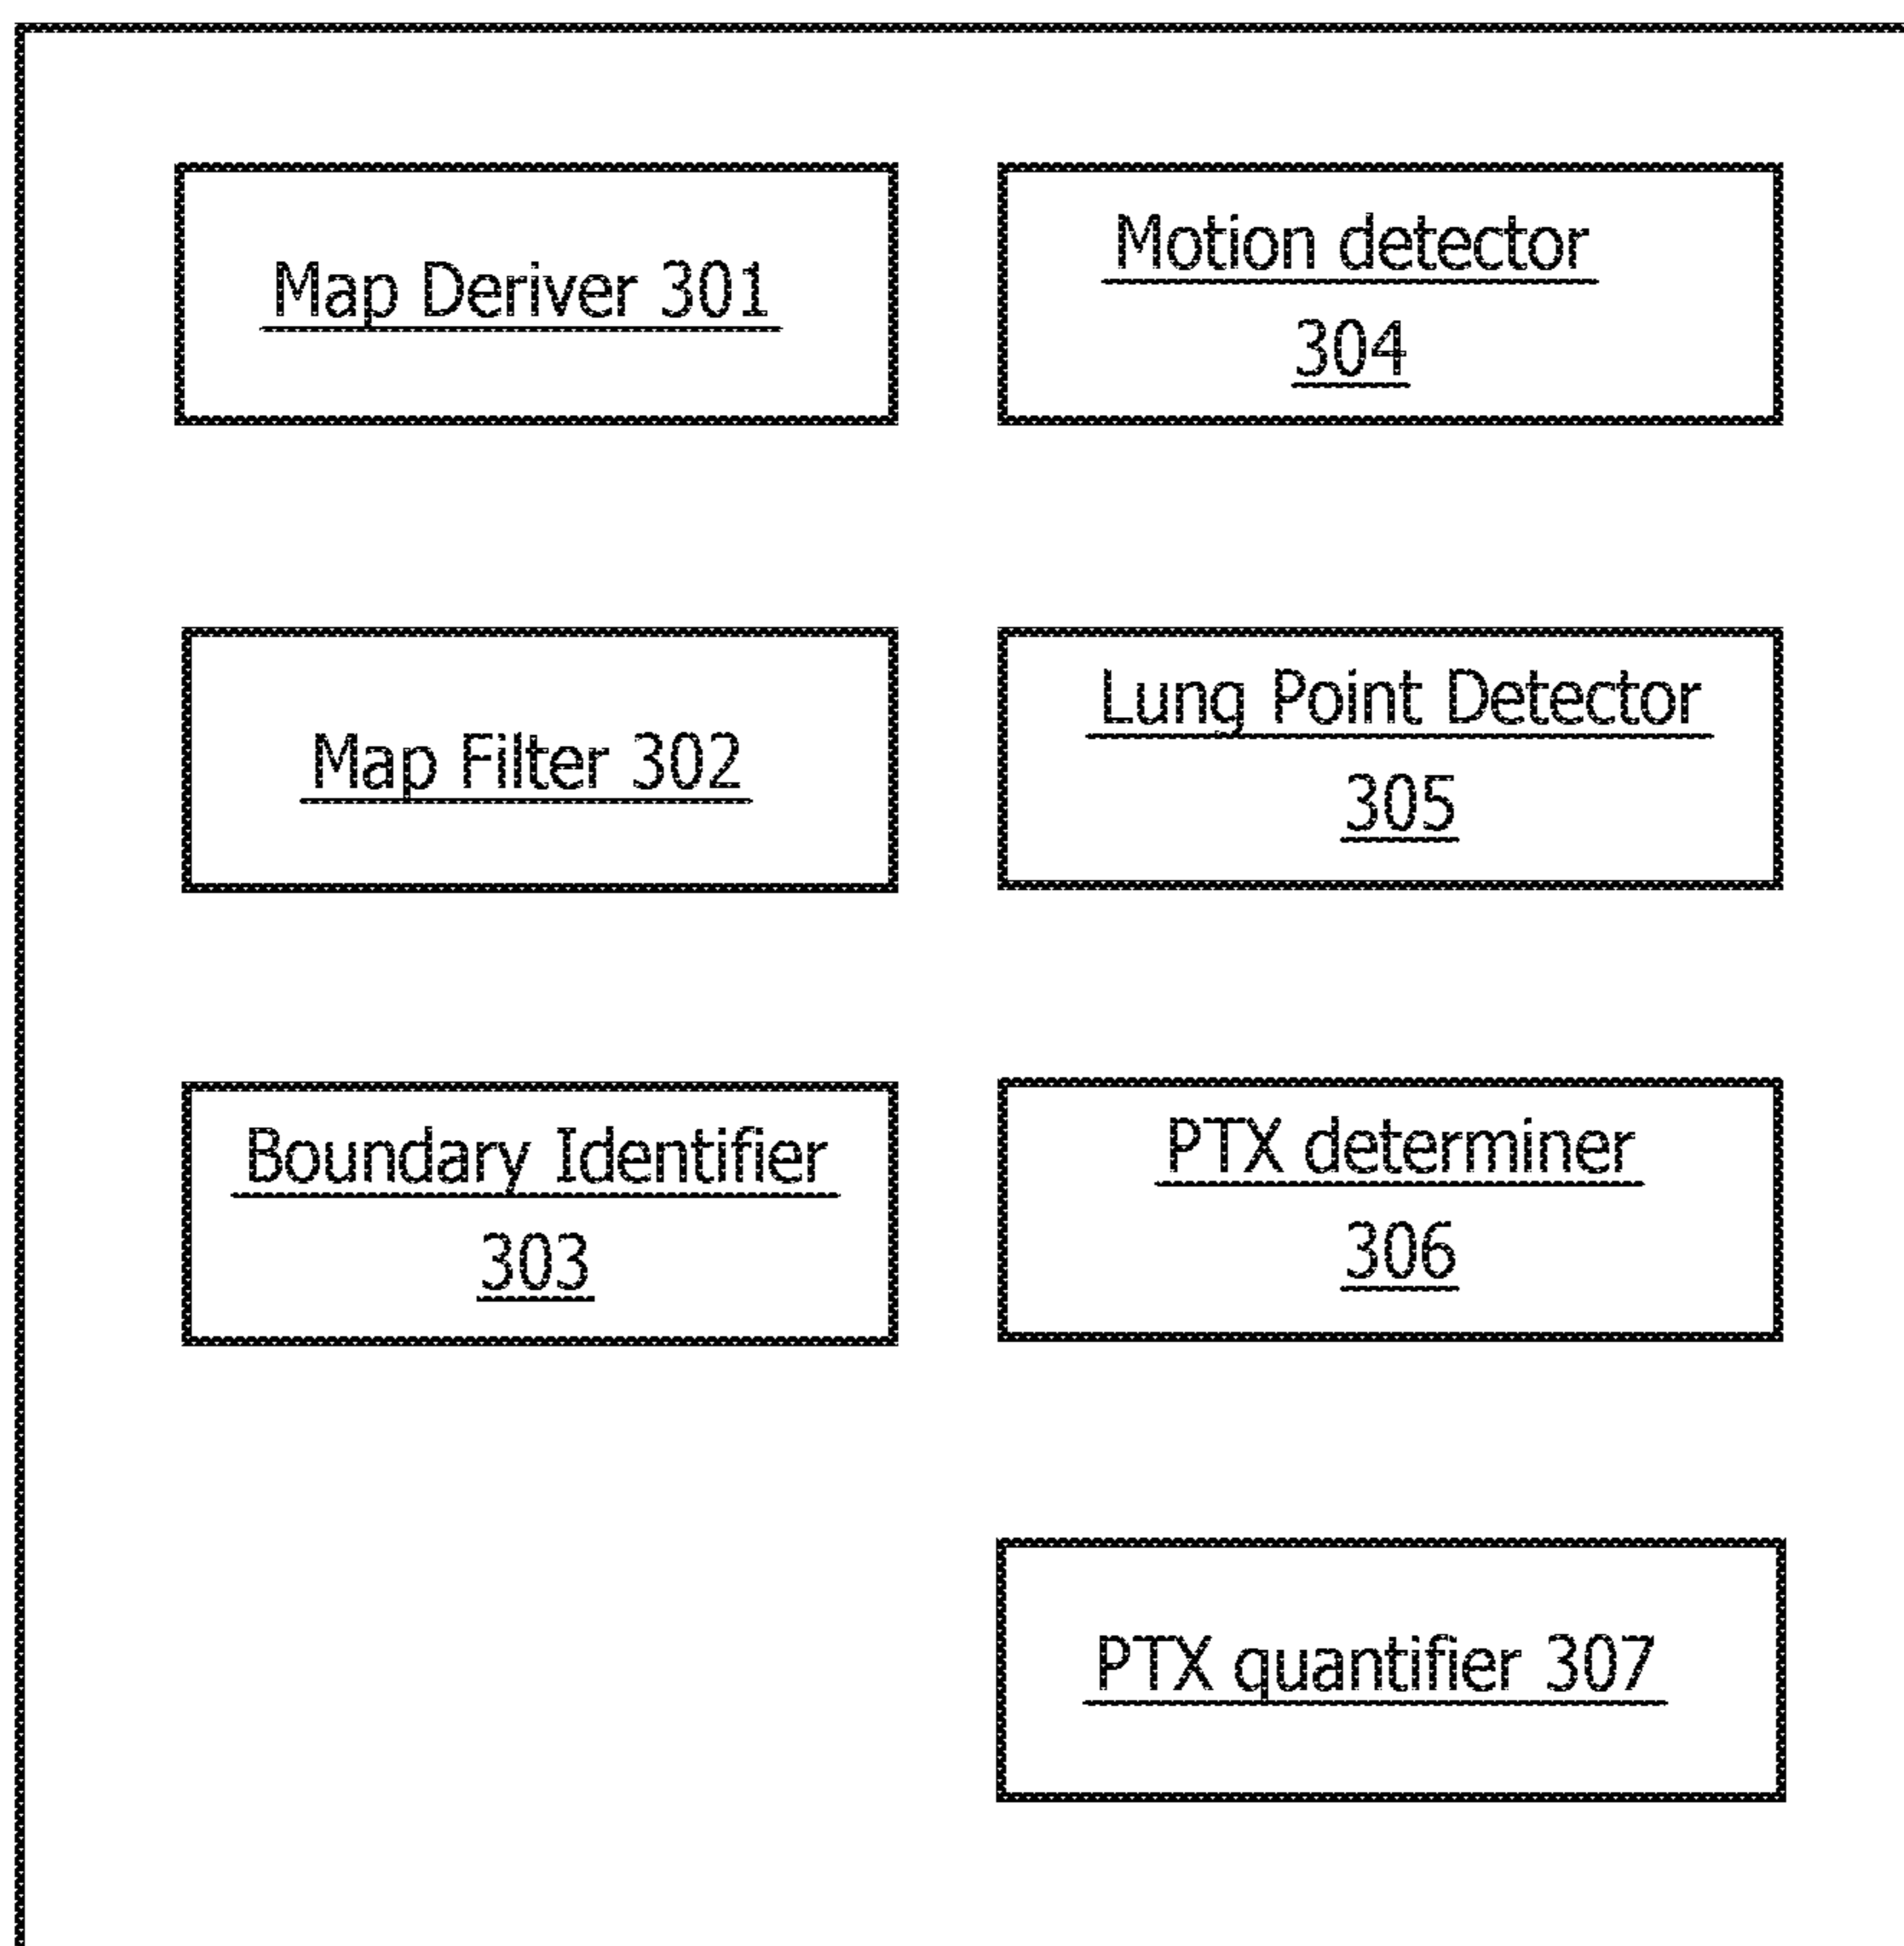 Map Deriver 301
Motion detector
304
Map Filter 302
Lung Point Detector
305
Boundary Identifier
303
PTX determiner
306
PTX quantifier 307